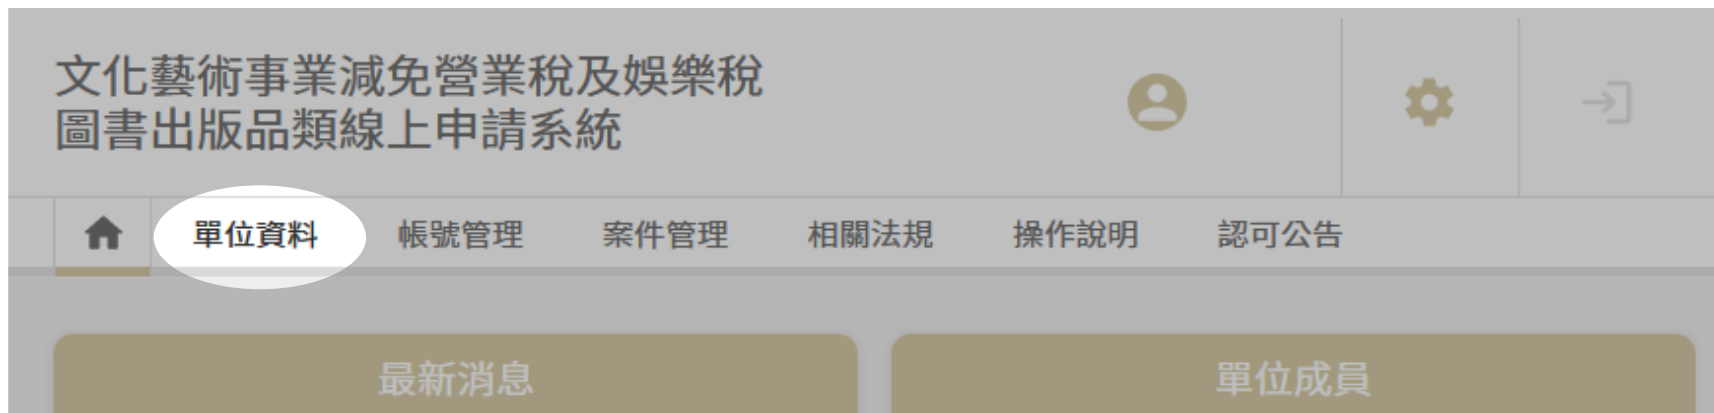 文化藝術事業減免營業稅及娛樂稅
圖書出版品類線上申請系統
單位資料 帳號管理 案件管理 相關法規 操作說明 認可公告
最新消息 單位成員